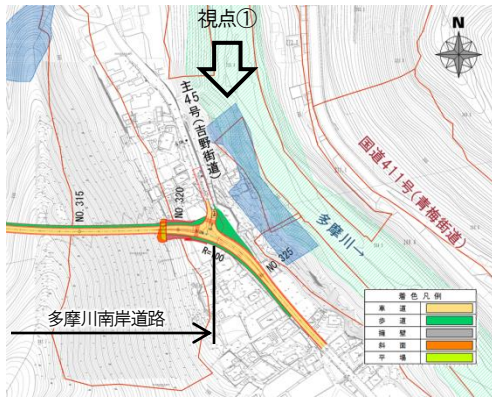 視点①
N
主45号(吉野街道)
国道411号(青梅街道)
多摩川→
NO.315
NO.320
NO.325
R=100
多摩川南岸道路
着色凡例
車道
歩道
擁壁
斜面
平場